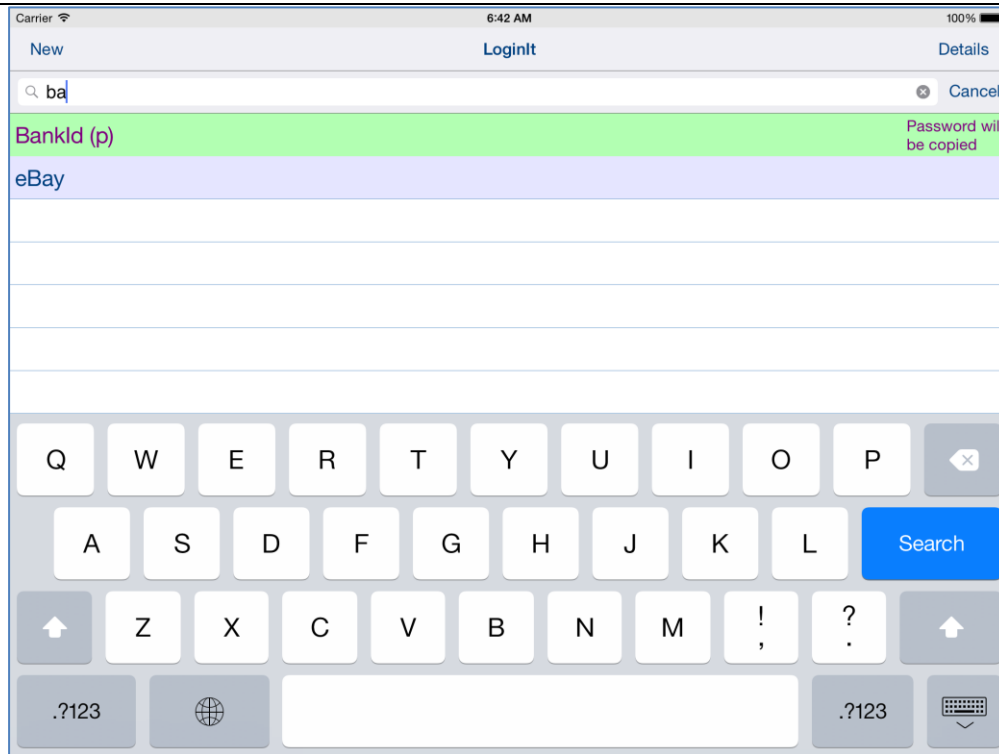 Carrier 6:42 AM 100%
New LoginIt Details
ba Cancel
BankId (p) Password wil
be copied
eBay
Q W E R T Y U I O P
A S D F G H J K L Search
Z X C V B N M ! , ? .
.?123 .?123